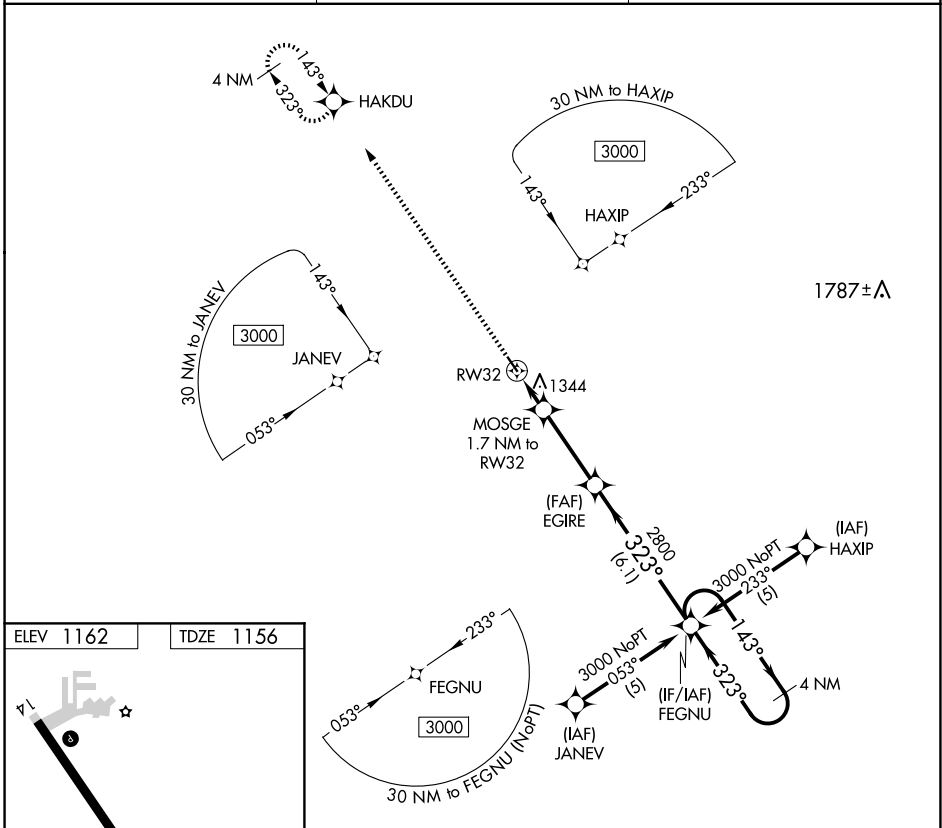 4 NM
143°
323°
HAKDU
30 NM to HAXIP
3000
143°
233°
HAXIP
1787±
30 NM to JANEV
143°
3000
JANEV
053°
RW32
1344
MOSGE
1.7 NM to
RW32
(FAF)
EGIRE
2800
323°
(6.1)
(IAF)
HAXIP
3000 NoPT
233°
(5)
3000 NoPT
053°
(5)
143°
323°
4 NM
(IF/IAF)
FEGNU
(IAF)
JANEV
233°
FEGNU
053°
3000
30 NM to FEGNU (NoPT)
ELEV 1162
TDZE 1156
14
P